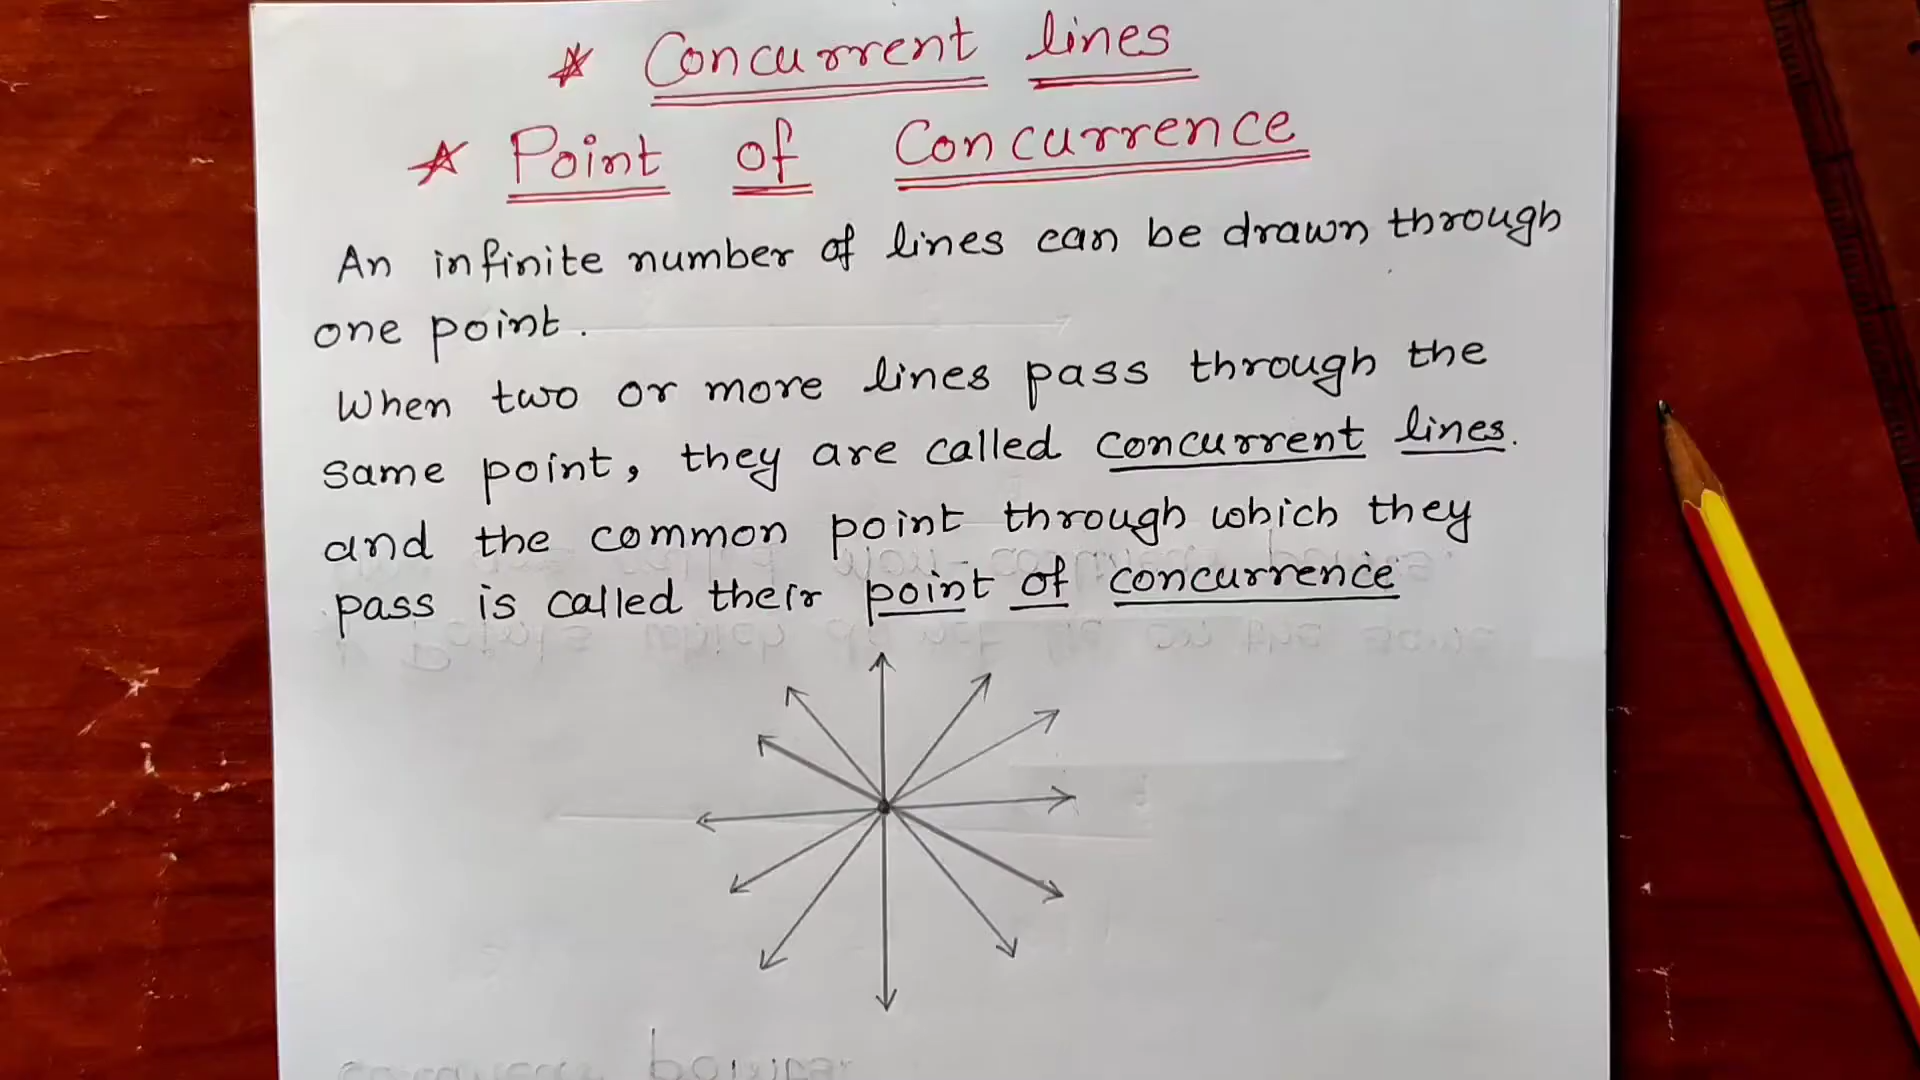 Concurrent lines
Point of Concurrence
An infinite number of lines can be drawn through
one point.
When two or more lines pass through the
same point, they are called concurrent lines.
and the common point through which they
pass is called their point of concurrence